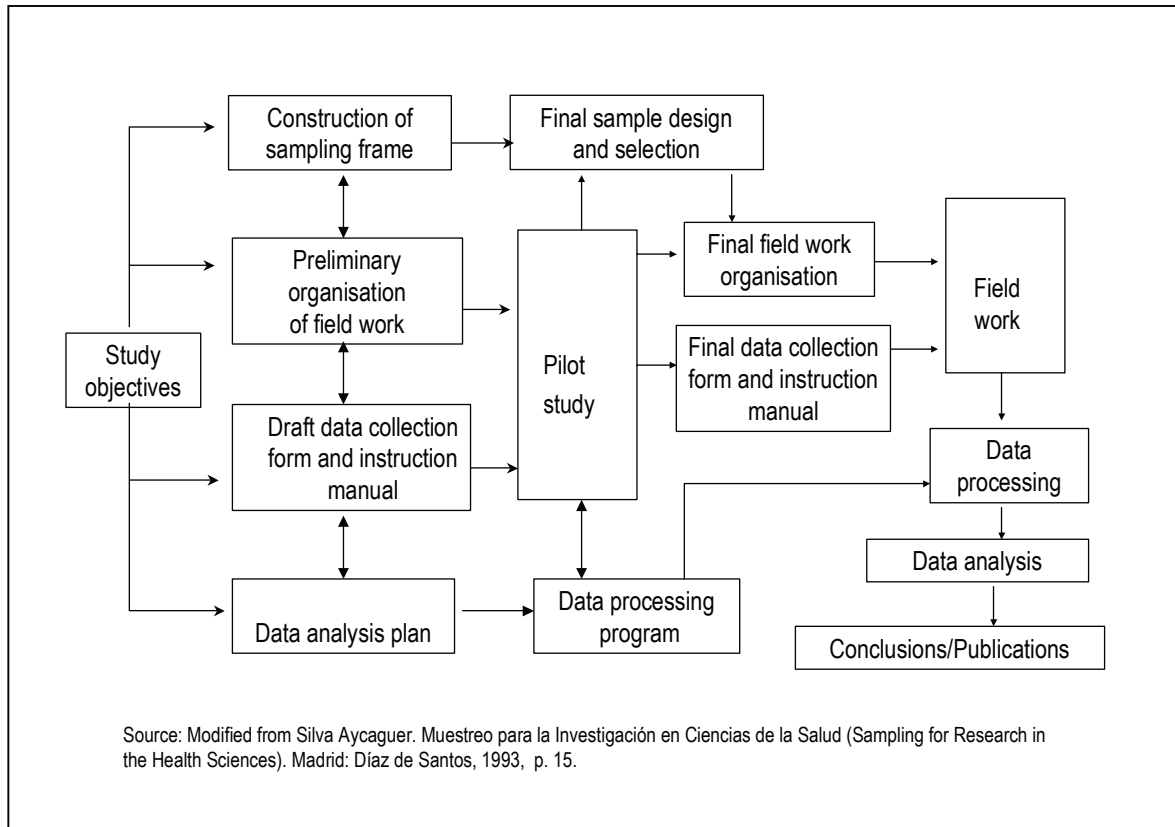 Construction of
sampling frame
Final sample design
and selection
Preliminary
organisation
of field work
Final field work
organisation
Field
work
Study
objectives
Pilot
study
Final data collection
form and instruction
manual
Draft data collection
form and instruction
manual
Data
processing
Data analysis plan
Data processing
program
Data analysis
Conclusions/Publications
Source: Modified from Silva Aycaguer. Muestreo para la Investigación en Ciencias de la Salud (Sampling for Research in
the Health Sciences). Madrid: Díaz de Santos, 1993, p. 15.